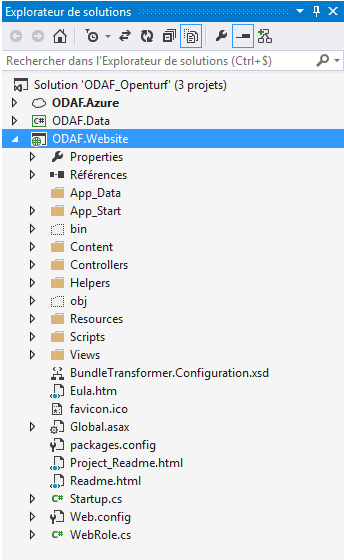 Explorateur de solutions
Rechercher dans l'Explorateur de solutions (Ctrl+$)
Solution 'ODAF_Openturf' (3 projets)
ODAF.Azure
C# ODAF.Data
ODAF.Website
Properties
Références
App_Data
App_Start
bin
Content
Controllers
Helpers
obj
Resources
Scripts
Views
BundleTransformer.Configuration.xsd
Eula.htm
favicon.ico
Global.asax
packages.config
Project_Readme.html
Readme.html
C# Startup.cs
Web.config
C# WebRole.cs